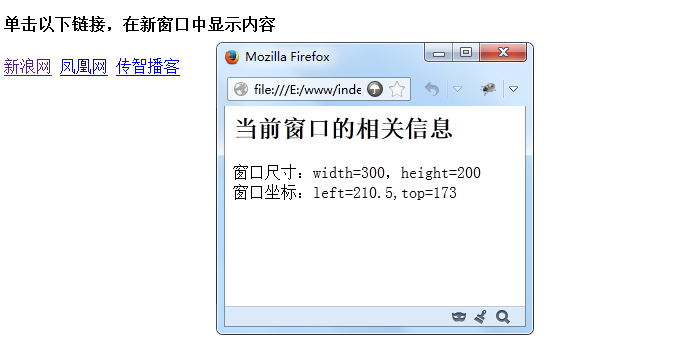 单击以下链接，在新窗口中显示内容
新浪网 凤凰网 传智播客
Mozilla Firefox
file:///E:/www/inde
当前窗口的相关信息
窗口尺寸：width=300，height=200
窗口坐标：left=210.5,top=173